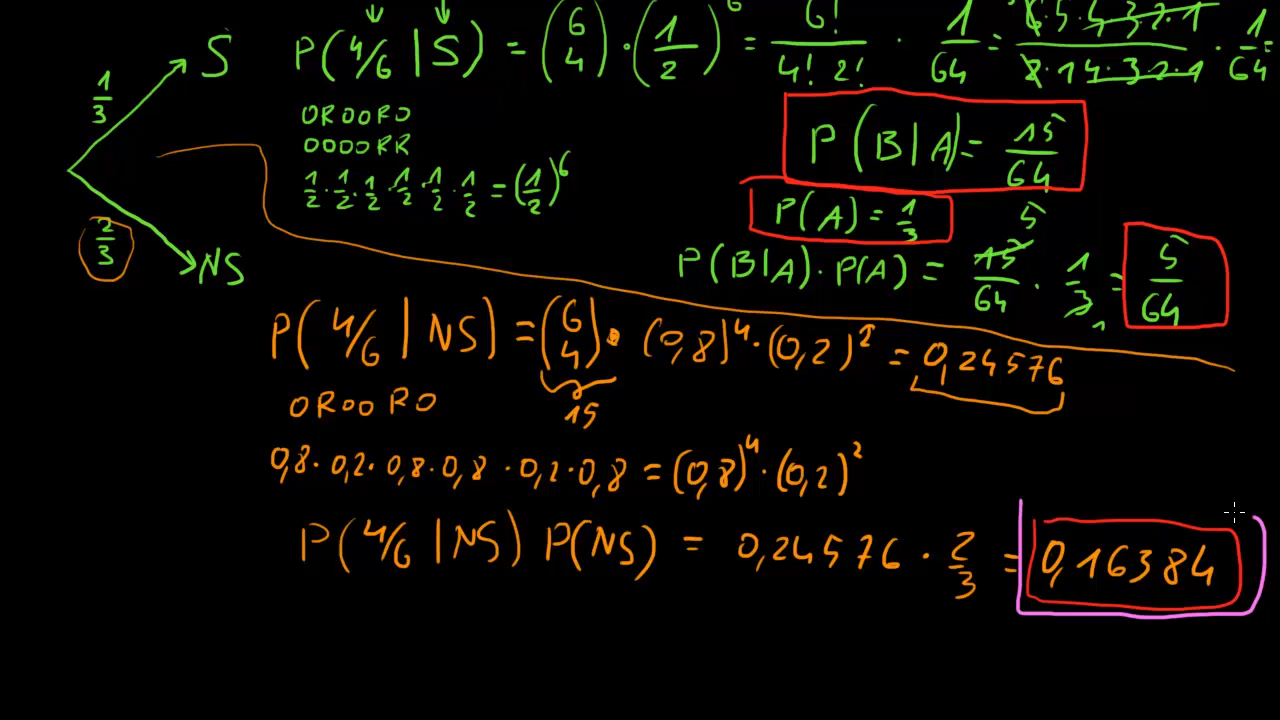 P(4/6 | S) = (6 4) · (1/2)^6 = 6!/4! 2! · 1/64 = 6·5·4·3·2·1/2·1 4·3·2·1 · 1/64 =
1/3
S
0R00R0
0000RR
1/2 · 1/2 · 1/2 · 1/2 · 1/2 · 1/2 = (1/2)^6
P(B|A) = 15/64
P(A) = 1/3
2/3
NS
P(B|A) · P(A) = 15/64 · 1/3 = 5/64
5
1
P(4/6 | NS) = (6 4) · (0,8)^4 · (0,2)^2 = 0,24576
15
0R00R0
0,8 · 0,2 · 0,8 · 0,8 · 0,2 · 0,8 = (0,8)^4 · (0,2)^2
P(4/6 | NS) P(NS) = 0,24576 · 2/3 = 0,16384